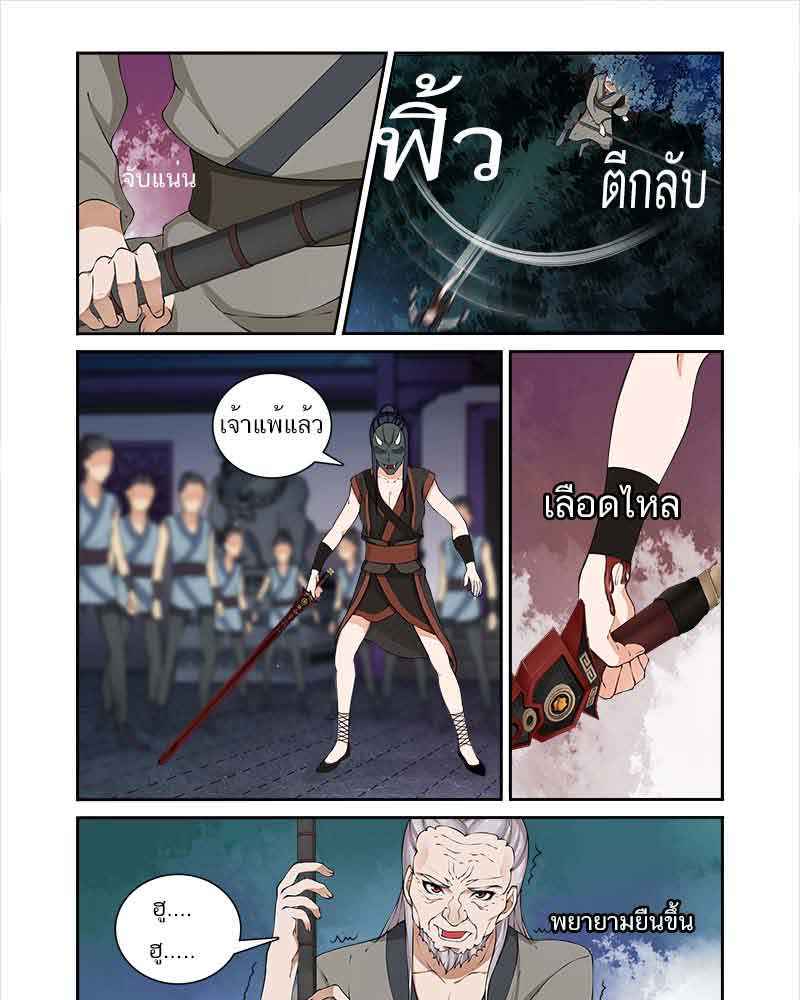 จับแน่น
ฟิ้ว
ตีกลับ
เจ้าแพ้แล้ว
เลือดไหล
ฮู....
ฮู.....
พยายามยืนขึ้น